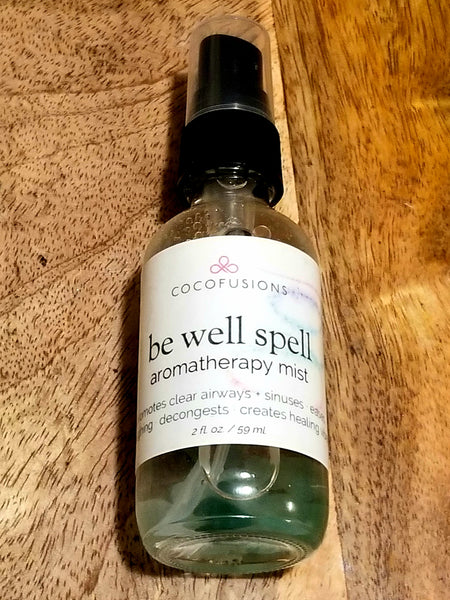 COCOFUSIONS
be well spell
aromatherapy mist
clear airways + sinuses
decongests · creates healing
2 fl oz. / 59 ml